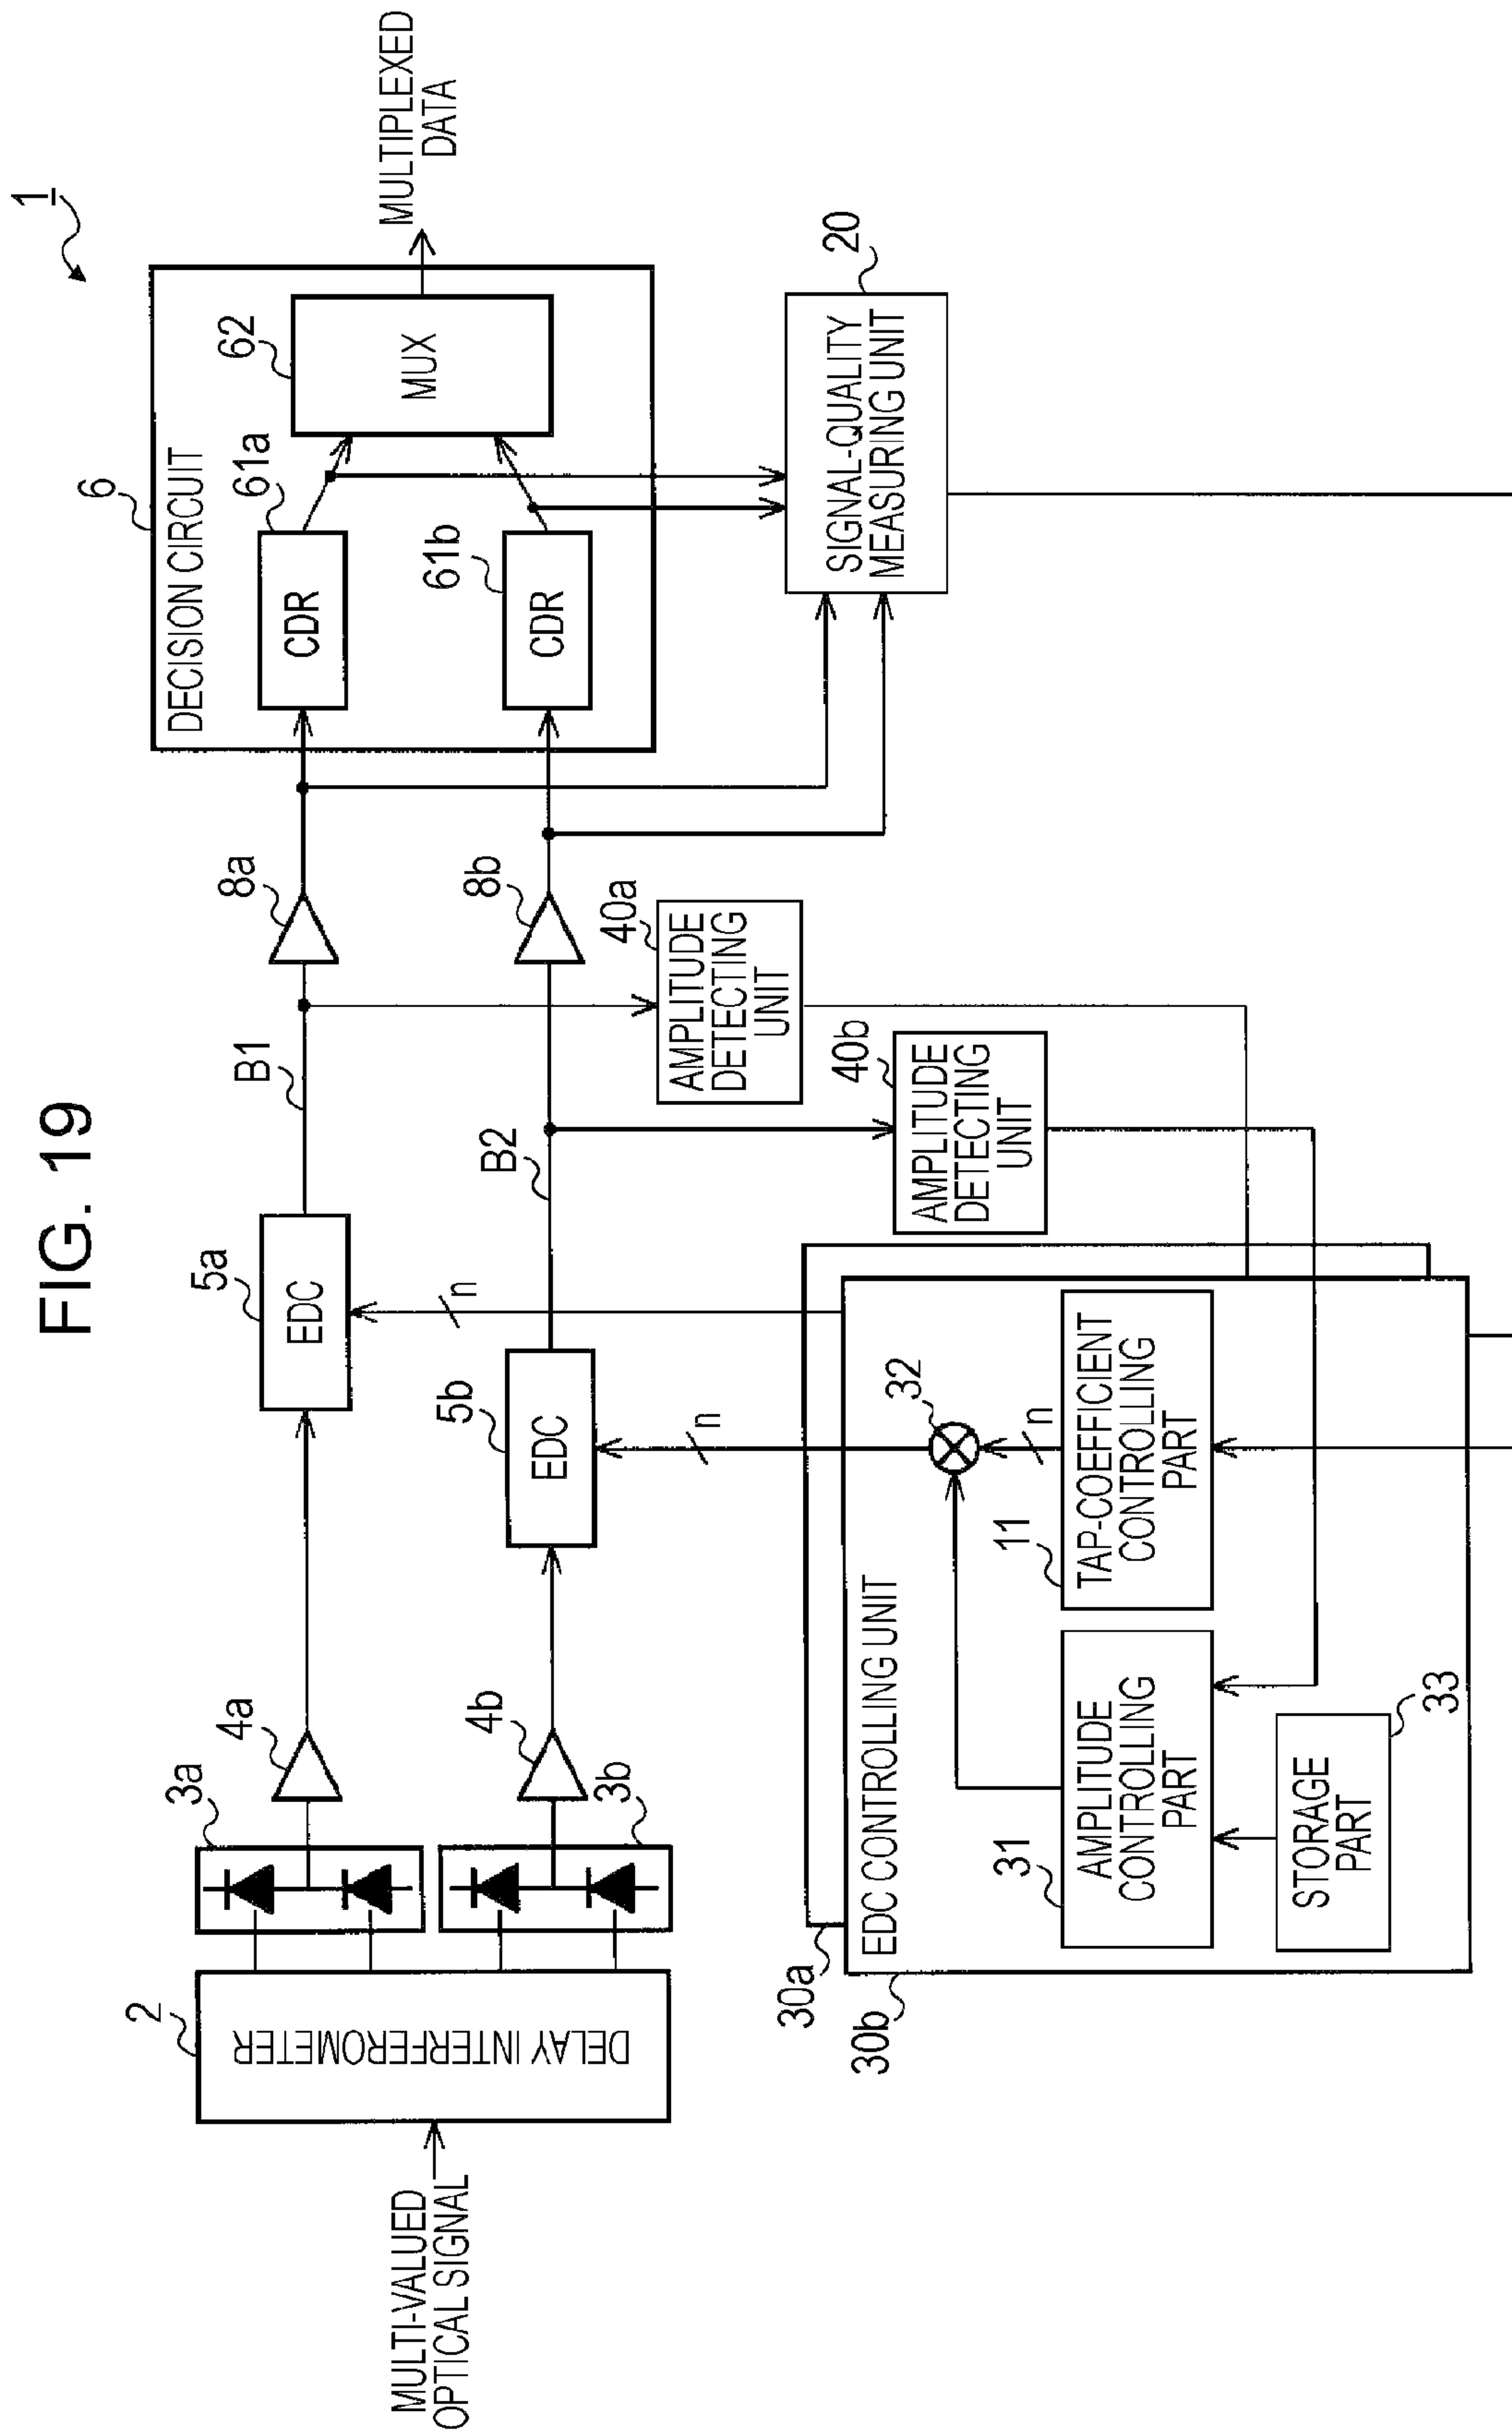 FIG. 19
1
MULTI-VALUED
OPTICAL SIGNAL
2
DELAY INTERFEROMETER
3a
3b
4a
4b
5a
EDC
5b
EDC
n
n
B1
B2
8a
8b
6
DECISION CIRCUIT
61a
CDR
61b
CDR
62
MUX
MULTIPLEXED
DATA
40a
AMPLITUDE
DETECTING
UNIT
40b
AMPLITUDE
DETECTING
UNIT
20
SIGNAL-QUALITY
MEASURING UNIT
30a
30b
EDC CONTROLLING UNIT
31
AMPLITUDE
CONTROLLING
PART
32
n
11
TAP-COEFFICIENT
CONTROLLING
PART
33
STORAGE
PART